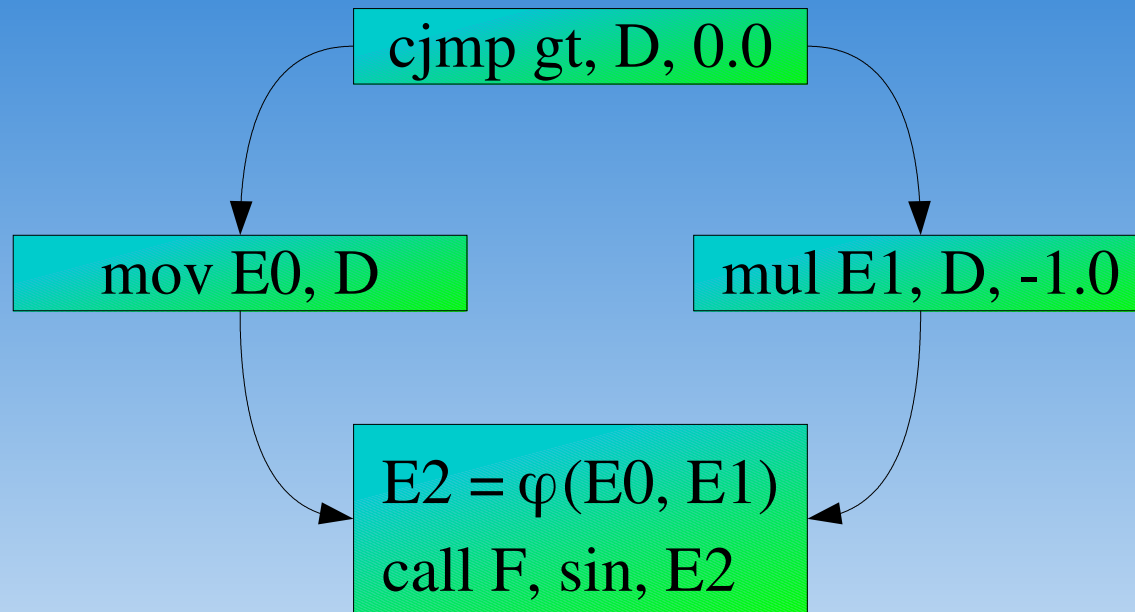 cjmp gt, D, 0.0
mov E0, D
mul E1, D, -1.0
E2 = φ(E0, E1)
call F, sin, E2